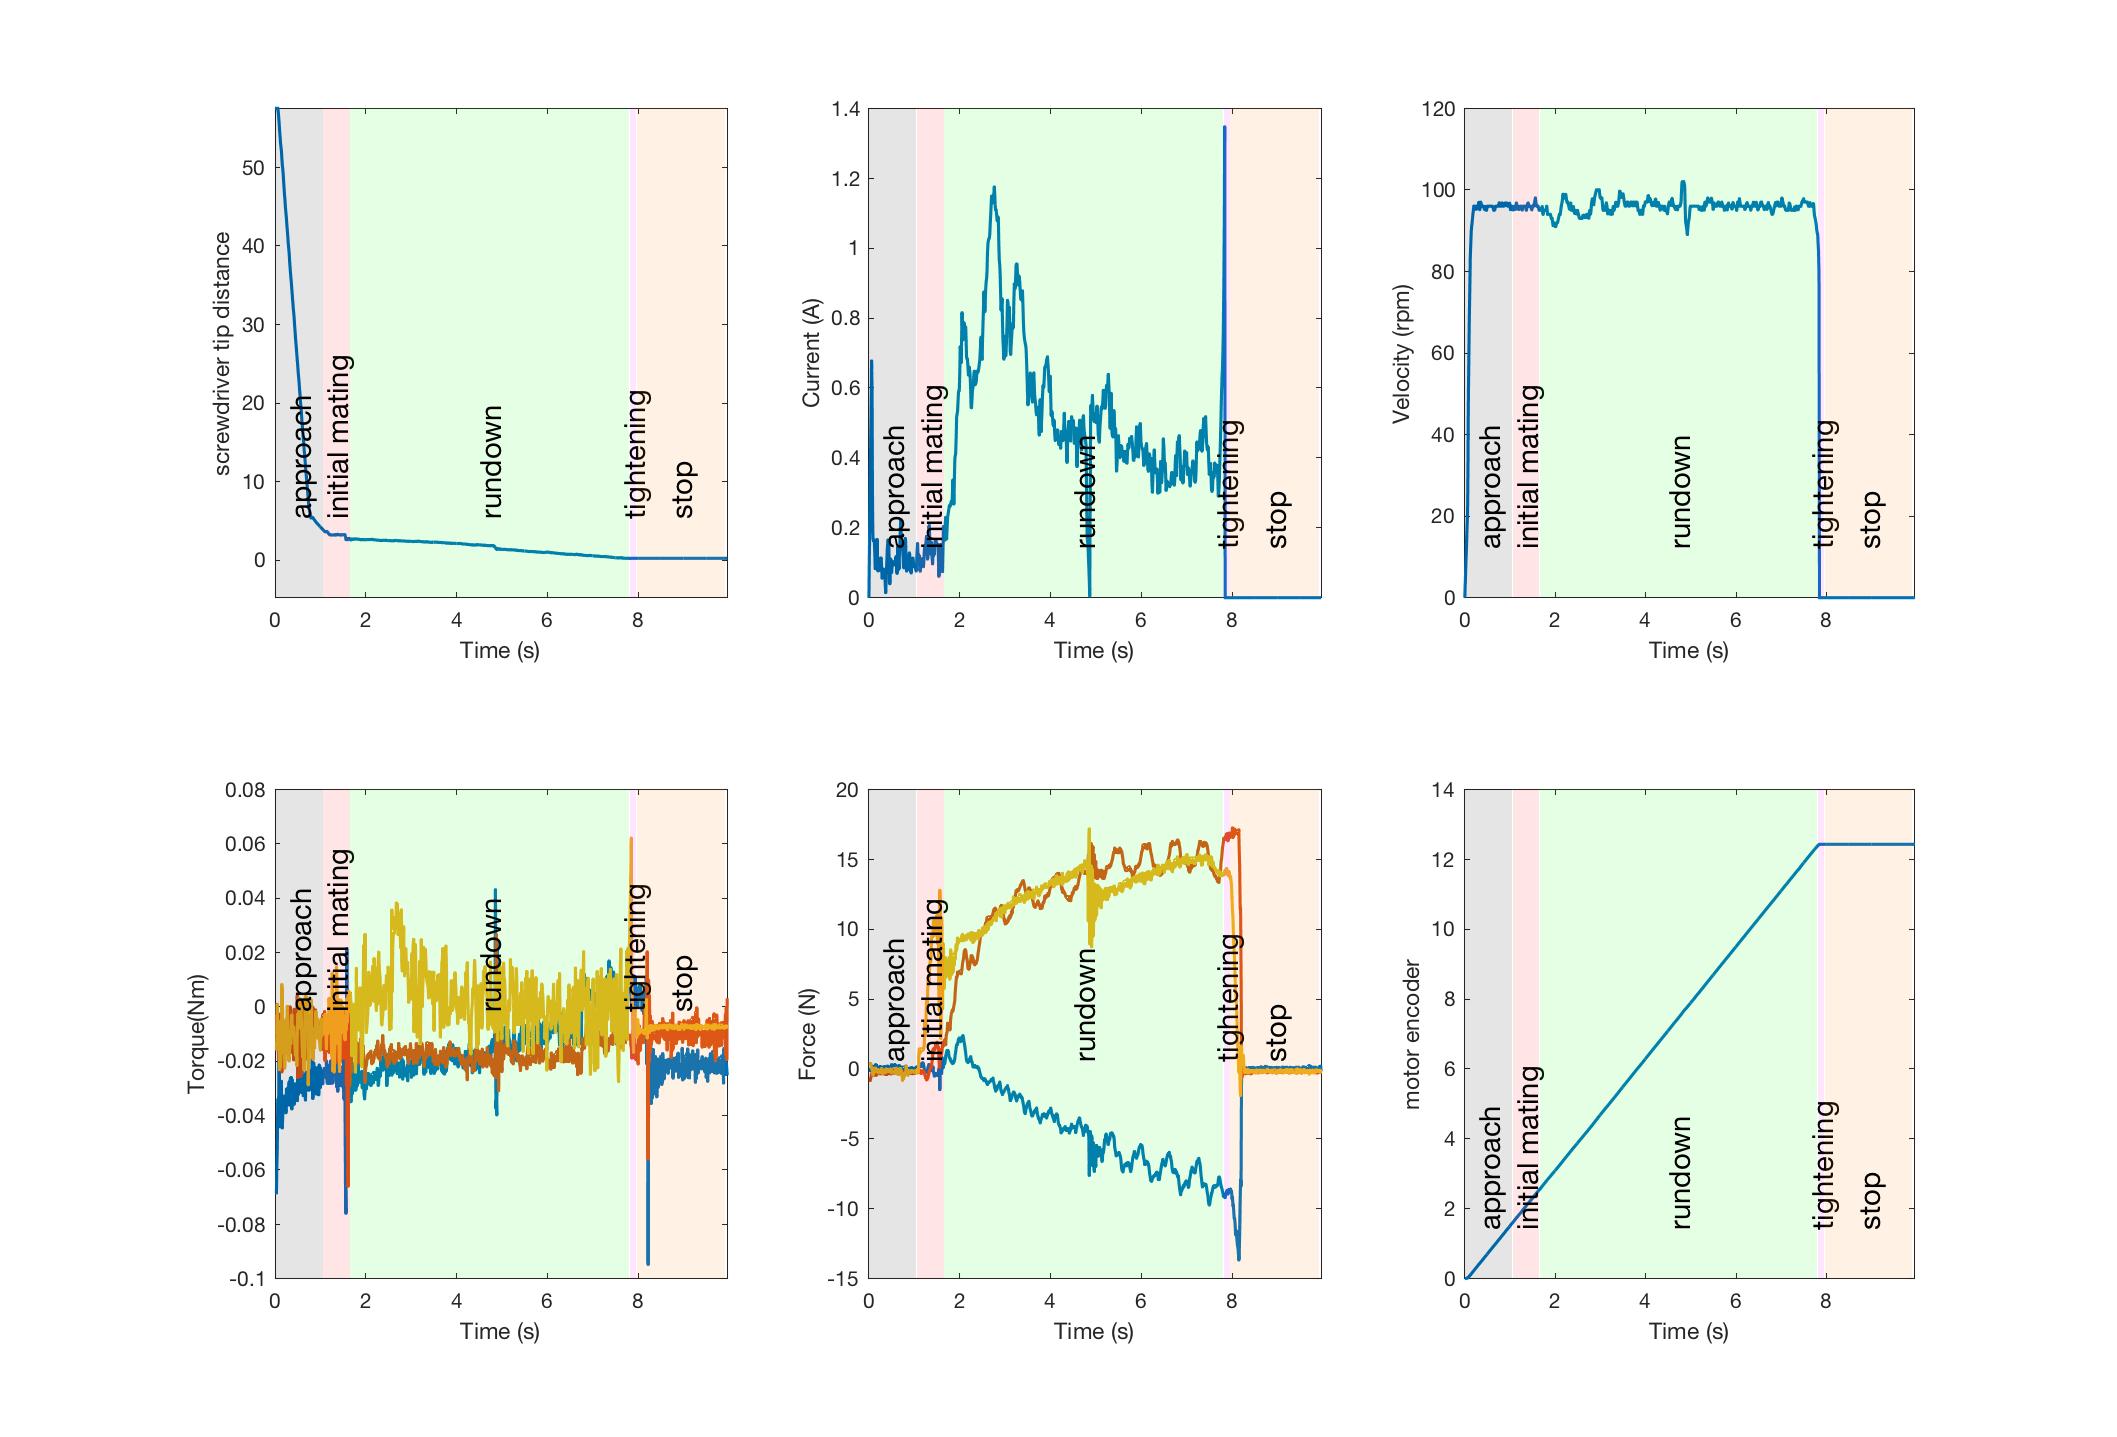 50
40
30
20
10
0
screwdriver tip distance
approach
initial mating
rundown
tightening
stop
0 2 4 6 8
Time (s)
1.4
1.2
1
0.8
0.6
0.4
0.2
0
Current (A)
approach
initial mating
rundown
tightening
stop
0 2 4 6 8
Time (s)
120
100
80
60
40
20
0
Velocity (rpm)
approach
initial mating
rundown
tightening
stop
0 2 4 6 8
Time (s)
0.08
0.06
0.04
0.02
0
-0.02
-0.04
-0.06
-0.08
-0.1
Torque(Nm)
approach
initial mating
rundown
tightening
stop
0 2 4 6 8
Time (s)
20
15
10
5
0
-5
-10
-15
Force (N)
approach
initial mating
rundown
tightening
stop
0 2 4 6 8
Time (s)
14
12
10
8
6
4
2
0
motor encoder
approach
initial mating
rundown
tightening
stop
0 2 4 6 8
Time (s)